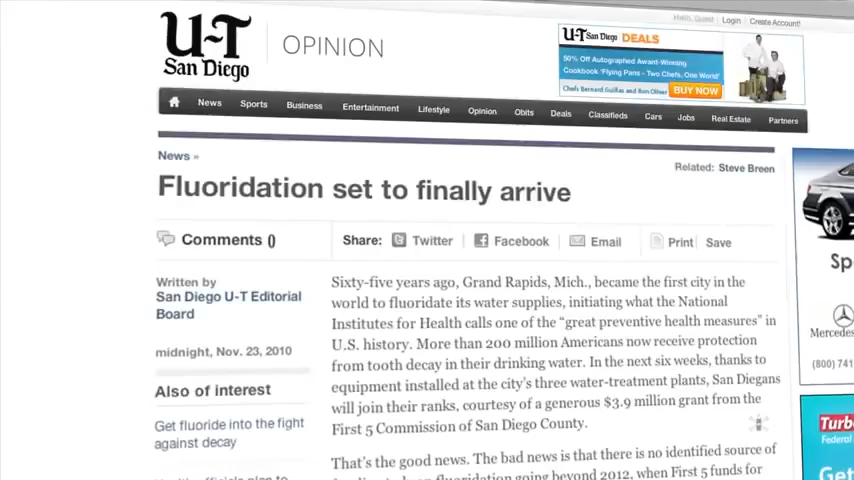 Hello, Guest
Login
Create Account!
U-T
San Diego
OPINION
U-T San Diego DEALS
50% Off Autographed Award-Winning
Cookbook 'Flying Pans - Two Chefs, One World'
Chefs Bernard Guillas and Ron Oliver
BUY NOW
News Sports Business Entertainment Lifestyle Opinion Obits Deals Classifieds Cars Jobs Real Estate Partners
News »
Related: Steve Breen
Fluoridation set to finally arrive
Comments ()
Share: Twitter Facebook Email Print Save
Written by
San Diego U-T Editorial
Board
midnight, Nov. 23, 2010
Also of interest
Get fluoride into the fight
against decay
Sixty-five years ago, Grand Rapids, Mich., became the first city in the
world to fluoridate its water supplies, initiating what the National
Institutes for Health calls one of the “great preventive health measures” in
U.S. history. More than 200 million Americans now receive protection
from tooth decay in their drinking water. In the next six weeks, thanks to
equipment installed at the city’s three water-treatment plants, San Diegans
will join their ranks, courtesy of a generous $3.9 million grant from the
First 5 Commission of San Diego County.
That’s the good news. The bad news is that there is no identified source of
fluoridation going beyond 2012, when First 5 funds for
Sp
Mercedes
(800) 741
Turb
Federal
Get